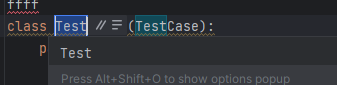 ffff
class Test (TestCase):
p
Test
Press Alt+Shift+O to show options popup